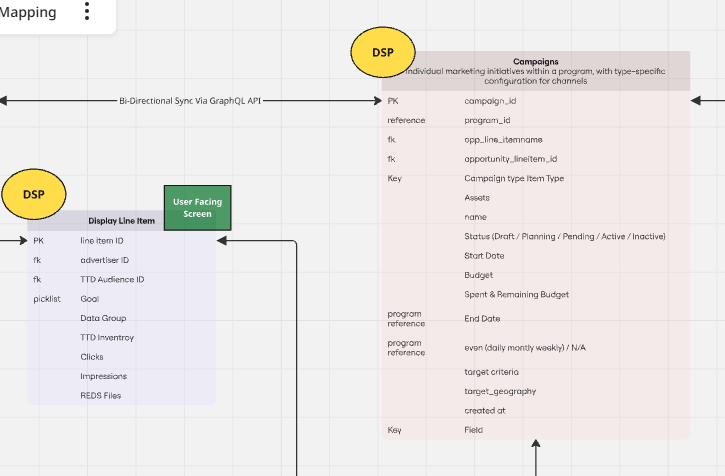 Mapping
DSP
Campaigns
Individual marketing initiatives within a program, with type-specific
configuration for channels
Bi-Directional Sync Via GraphQL API
PK campaign_id
reference program_id
fk opp_line_itemname
fk apportunity_lineitem_id
Key Campaign type Item Type
Assets
name
Status (Draft / Planning / Pending / Active / Inactive)
Start Date
Budget
Spent & Remaining Budget
program
reference
End Date
program
reference
even (daily montly weekly) / N/A
target criteria
target_geography
created at
Key Field
DSP
User Facing
Screen
Display Line Item
PK line item ID
fk advertiser ID
fk TTD Audience ID
picklist Goal
Data Group
TTD Inventroy
Clicks
Impressions
REDS Files